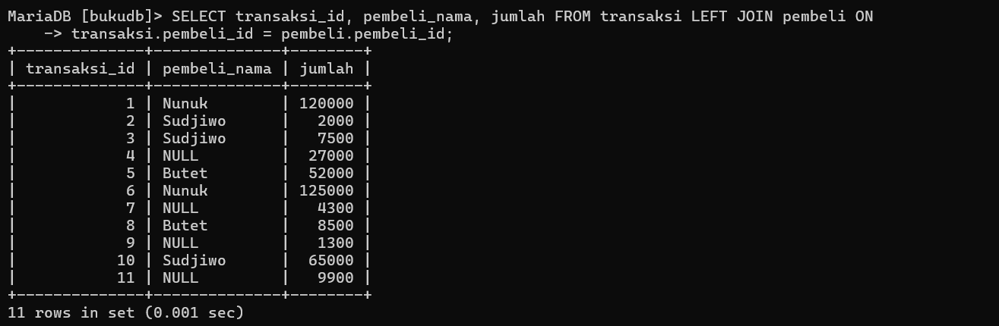 MariaDB [bukudb]> SELECT transaksi_id, pembeli_nama, jumlah FROM transaksi LEFT JOIN pembeli ON
    -> transaksi.pembeli_id = pembeli.pembeli_id;
+--------------+--------------+--------+
| transaksi_id | pembeli_nama | jumlah |
+--------------+--------------+--------+
|            1 | Nunuk        | 120000 |
|            2 | Sudjiwo      |   2000 |
|            3 | Sudjiwo      |   7500 |
|            4 | NULL         |  27000 |
|            5 | Butet        |  52000 |
|            6 | Nunuk        | 125000 |
|            7 | NULL         |   4300 |
|            8 | Butet        |   8500 |
|            9 | NULL         |   1300 |
|           10 | Sudjiwo      |  65000 |
|           11 | NULL         |   9900 |
+--------------+--------------+--------+
11 rows in set (0.001 sec)